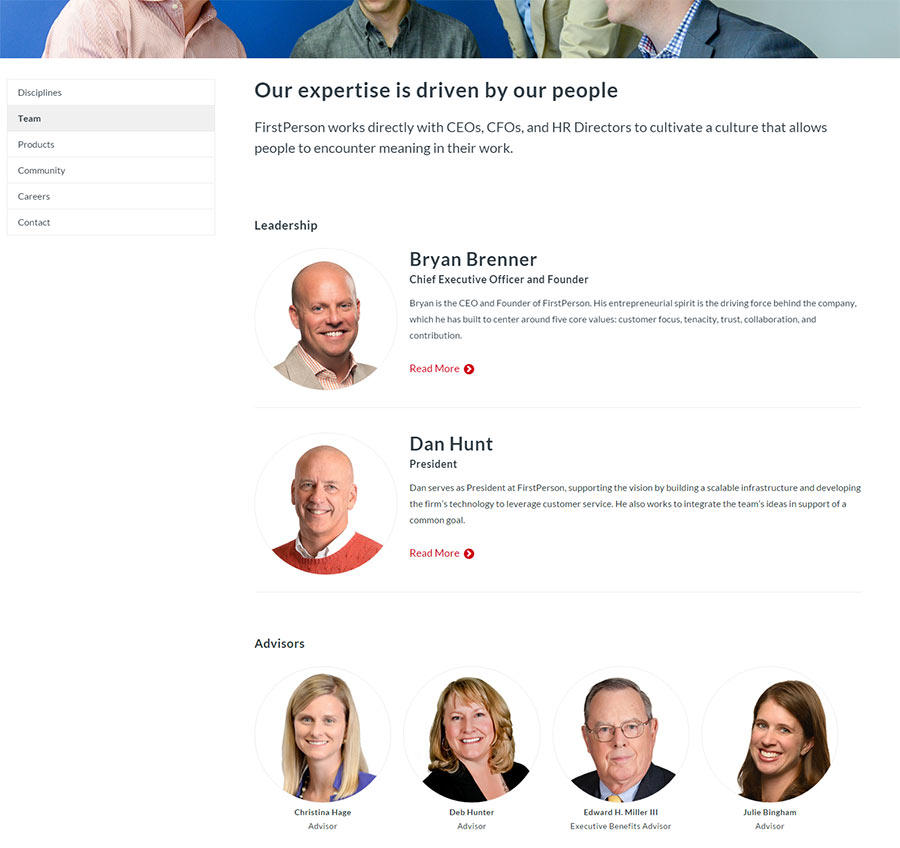 Disciplines
Team
Products
Community
Careers
Contact
Our expertise is driven by our people
FirstPerson works directly with CEOs, CFOs, and HR Directors to cultivate a culture that allows
people to encounter meaning in their work.
Leadership
Bryan Brenner
Chief Executive Officer and Founder
Bryan is the CEO and Founder of FirstPerson. His entrepreneurial spirit is the driving force behind the company,
which he has built to center around five core values: customer focus, tenacity, trust, collaboration, and
contribution.
Read More
Dan Hunt
President
Dan serves as President at FirstPerson, supporting the vision by building a scalable infrastructure and developing
the firm's technology to leverage customer service. He also works to integrate the team's ideas in support of a
common goal.
Read More
Advisors
Christina Hage
Advisor
Deb Hunter
Advisor
Edward H. Miller III
Executive Benefits Advisor
Julie Bingham
Advisor